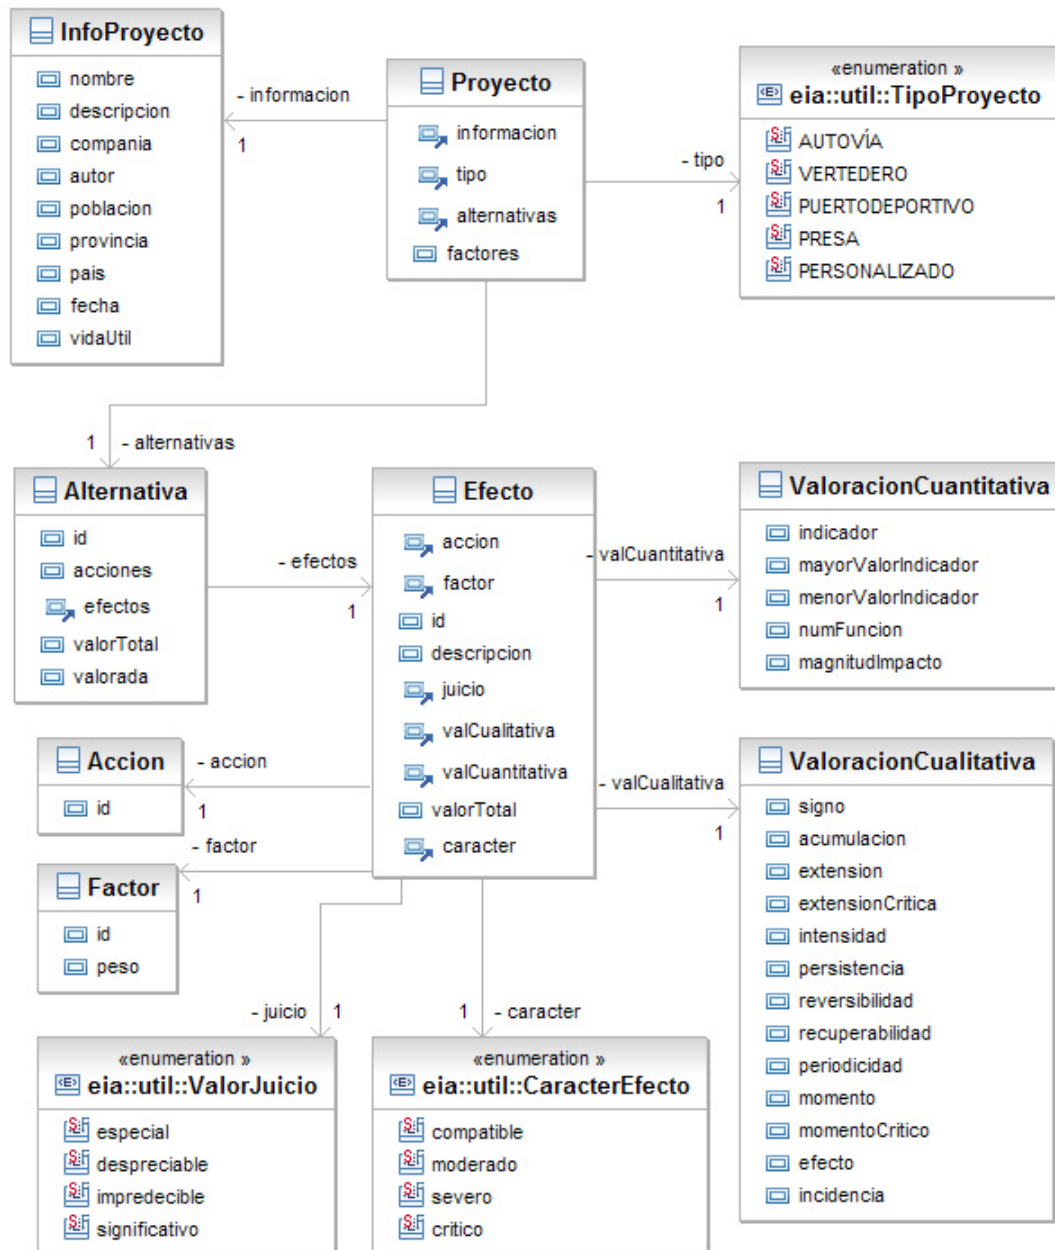 InfoProyecto
nombre
descripcion
compania
autor
poblacion
provincia
pais
fecha
vidaUtil
- informacion
1
Proyecto
informacion
tipo
alternativas
factores
- tipo
1
«enumeration »
eia::util::TipoProyecto
AUTOVÍA
VERTEDERO
PUERTODEPORTIVO
PRESA
PERSONALIZADO
1 - alternativas
Alternativa
id
acciones
efectos
valorTotal
valorada
- efectos
1
Efecto
accion
factor
id
descripcion
juicio
valCualitativa
valCuantitativa
valorTotal
caracter
- valCuantitativa
1
ValoracionCuantitativa
indicador
mayorValorIndicador
menorValorIndicador
numFuncion
magnitudImpacto
- valCualitativa
1
ValoracionCualitativa
signo
acumulacion
extension
extensionCritica
intensidad
persistencia
reversibilidad
recuperabilidad
periodicidad
momento
momentoCritico
efecto
incidencia
Accion
id
- accion
1
Factor
id
peso
- factor
1
- juicio 1
«enumeration »
eia::util::ValorJuicio
especial
despreciable
impredecible
significativo
1 - caracter
«enumeration »
eia::util::CaracterEfecto
compatible
moderado
severo
critico